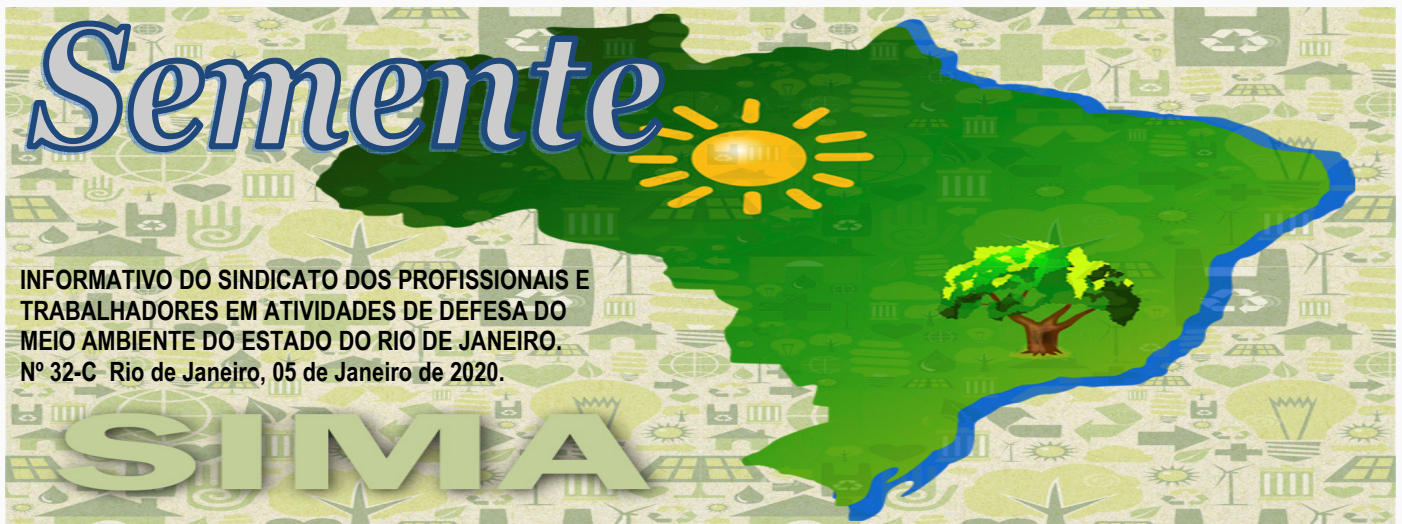 Semente
INFORMATIVO DO SINDICATO DOS PROFISSIONAIS E
TRABALHADORES EM ATIVIDADES DE DEFESA DO
MEIO AMBIENTE DO ESTADO DO RIO DE JANEIRO.
Nº 32-C Rio de Janeiro, 05 de Janeiro de 2020.
SIMA